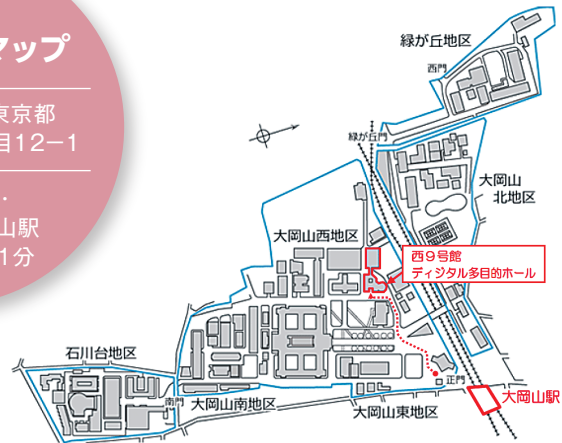 マップ
東京都
目12−1
山駅
1分
緑が丘地区
西門
緑が丘門
大岡山
北地区
大岡山西地区
西9号館
ディジタル多目的ホール
石川台地区
南門
大岡山南地区
大岡山東地区
正門
大岡山駅